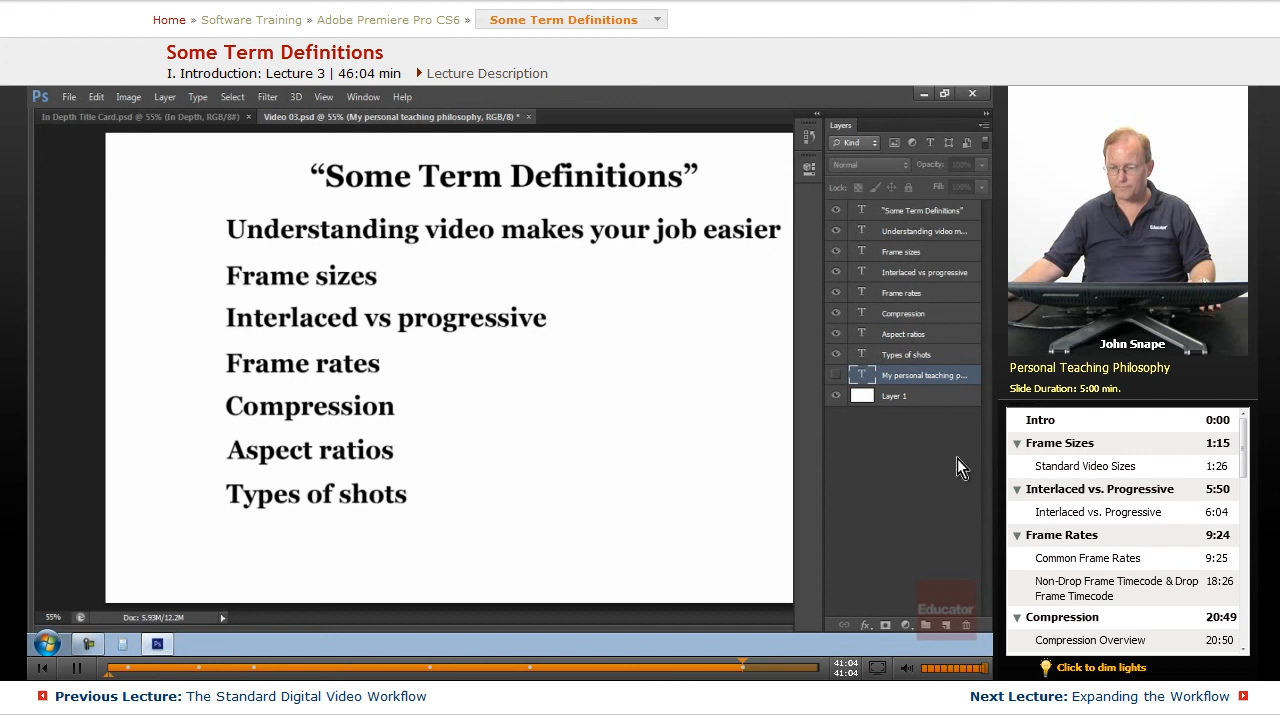 Home » Software Training » Adobe Premiere Pro CS6 » Some Term Definitions
Some Term Definitions
I. Introduction: Lecture 3 | 46:04 min Lecture Description
Ps File Edit Image Layer Type Select Filter 3D View Window Help
In Depth Title Card.psd @ 55% (In Depth, RGB/8#) × Video 03.psd @ 55% (My personal teaching philosophy, RGB/8) * ×
“Some Term Definitions”
Understanding video makes your job easier
Frame sizes
Interlaced vs progressive
Frame rates
Compression
Aspect ratios
Types of shots
55% Doc: 5.93M/12.2M
Layers
Kind
Normal Opacity: 100%
Lock: Fill: 100%
T "Some Term Definitions"
T Understanding video m...
T Frame sizes
T Interlaced vs progressive
T Frame rates
T Compression
T Aspect ratios
T Types of shots
T My personal teaching p...
Layer 1
fx
Educator
Ps
41:04
41:04
Educator
John Snape
Personal Teaching Philosophy
Slide Duration: 5:00 min.
Intro 0:00
Frame Sizes 1:15
Standard Video Sizes 1:26
Interlaced vs. Progressive 5:50
Interlaced vs. Progressive 6:04
Frame Rates 9:24
Common Frame Rates 9:25
Non-Drop Frame Timecode & Drop 18:26
Frame Timecode
Compression 20:49
Compression Overview 20:50
Click to dim lights
Previous Lecture: The Standard Digital Video Workflow
Next Lecture: Expanding the Workflow